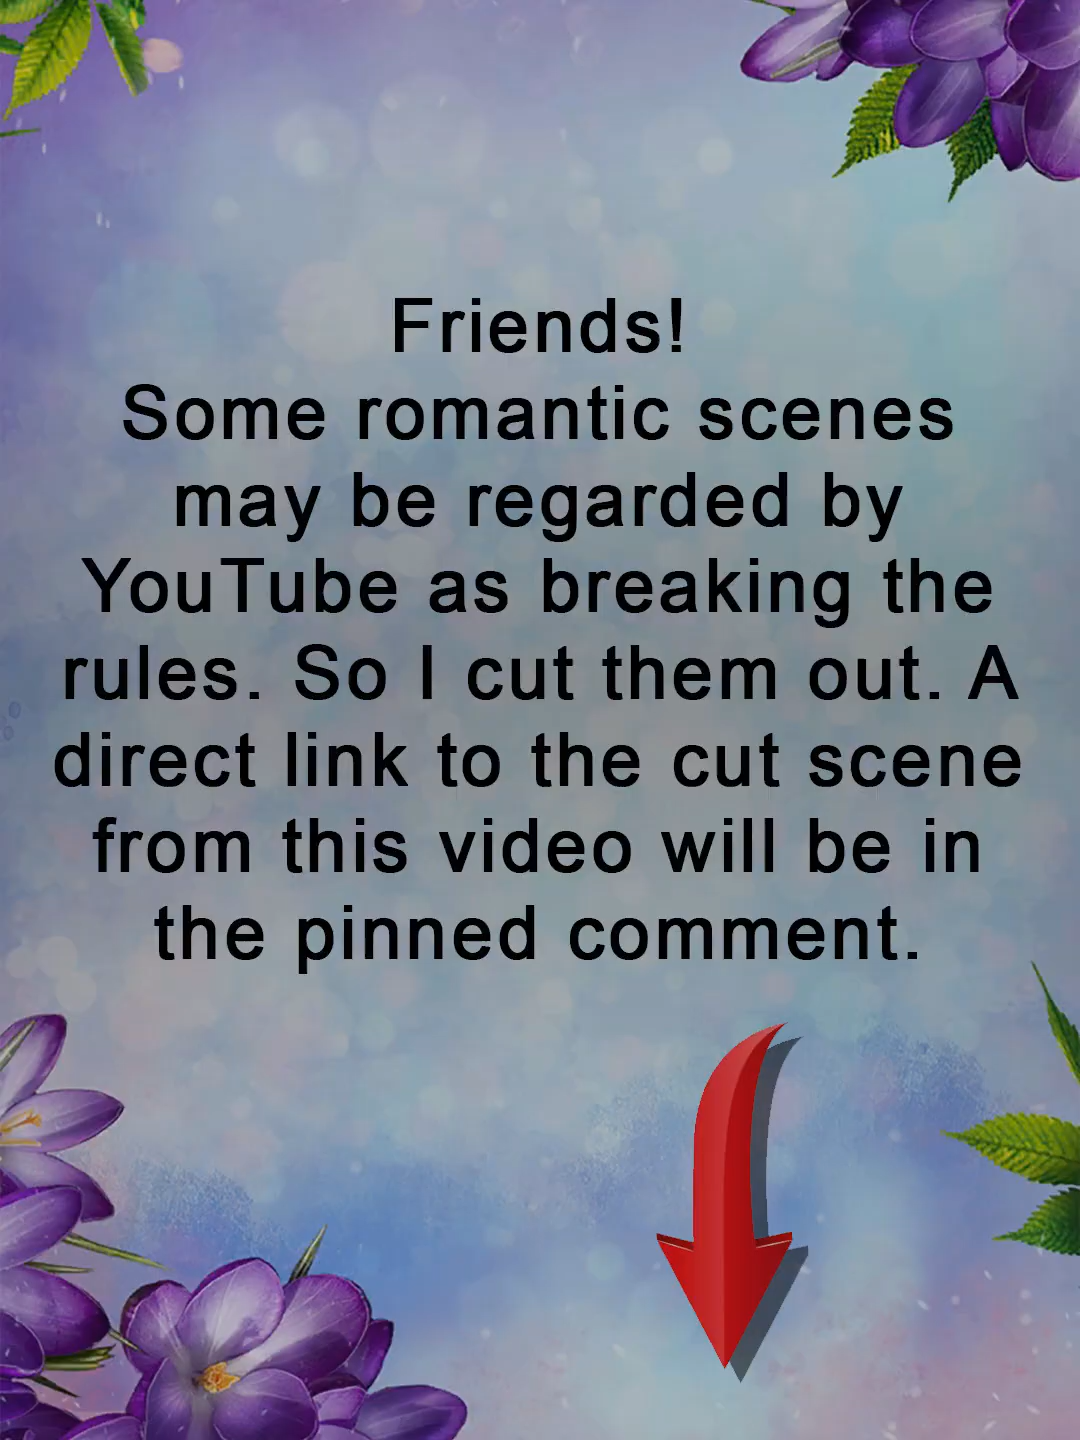 Friends!
Some romantic scenes
may be regarded by
YouTube as breaking the
rules. So I cut them out. A
direct link to the cut scene
from this video will be in
the pinned comment.